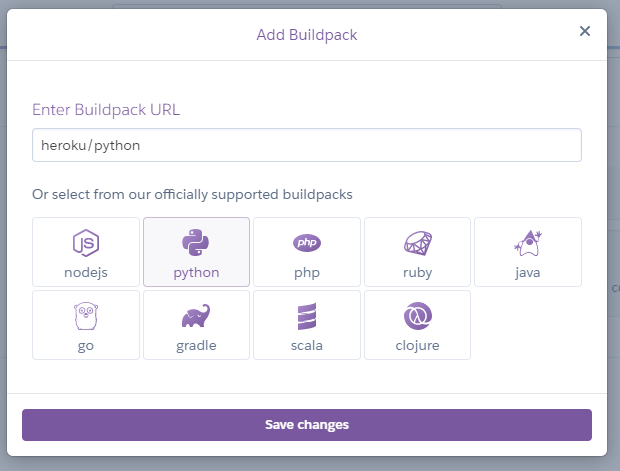 Add Buildpack
Enter Buildpack URL
heroku/python
Or select from our officially supported buildpacks
JS
php
nodejs python php ruby java
go gradle scala clojure
Save changes